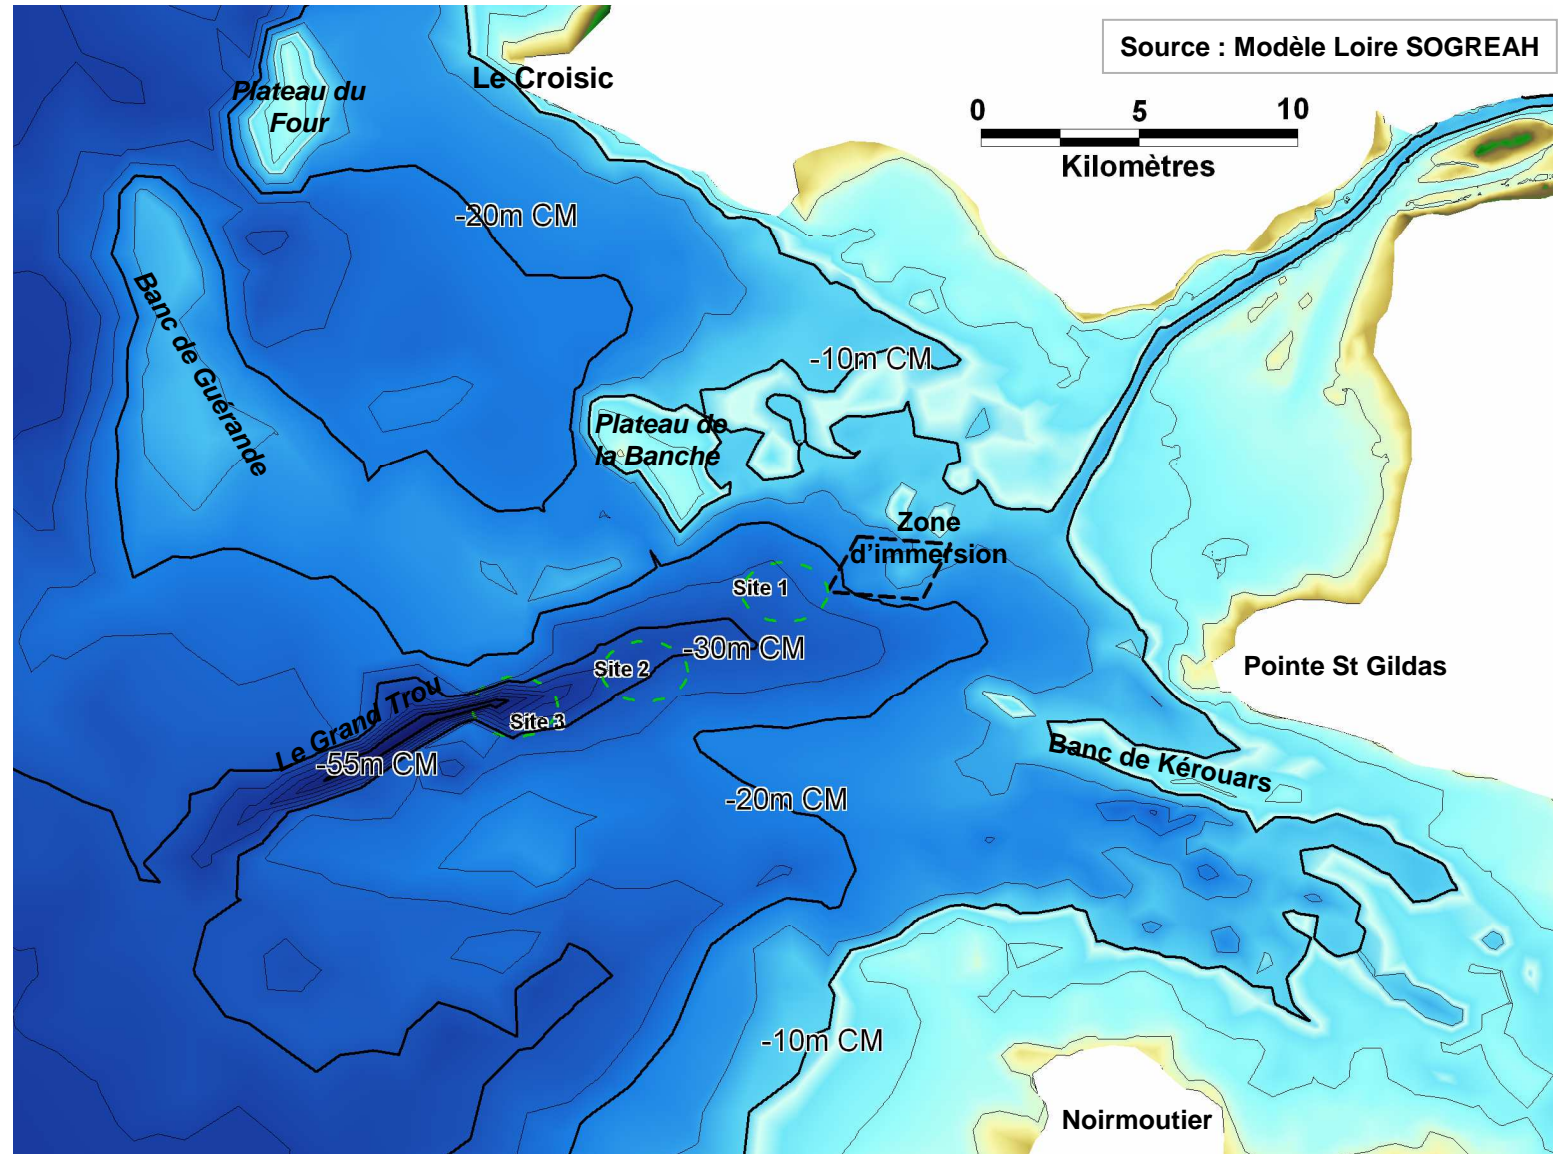 Source : Modèle Loire SOGREAH
Le Croisic
Plateau du
Four
0 5 10
Kilomètres
-20m CM
Banc de Guérande
-10m CM
Plateau de
la Banche
Zone
d'immersion
Site 1
-30m CM
Site 2
Pointe St Gildas
Le Grand Trou
Site 3
-55m CM
Banc de Kérouars
-20m CM
-10m CM
Noirmoutier